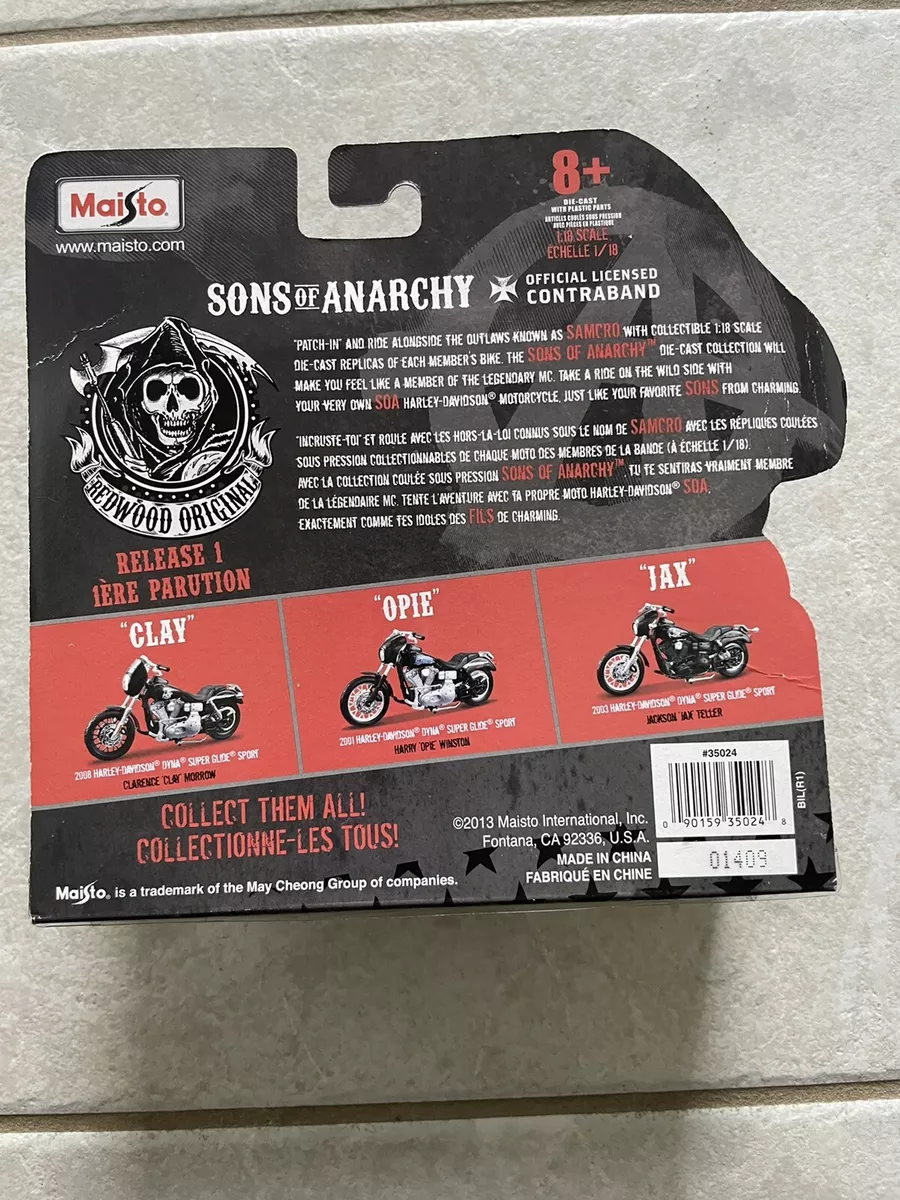 Maisto®
www.maisto.com
8+
DIE-CAST
WITH PLASTIC PARTS
ARTICLES COULÉS SOUS PRESSION
AVEC PIÈCES EN PLASTIQUE
1:18 SCALE
ÉCHELLE 1/18
SONS OF ANARCHY
OFFICIAL LICENSED
CONTRABAND
"PATCH-IN" AND RIDE ALONGSIDE THE OUTLAWS KNOWN AS SAMCRO WITH COLLECTIBLE 1:18 SCALE
DIE-CAST REPLICAS OF EACH MEMBER'S BIKE. THE SONS OF ANARCHY™ DIE-CAST COLLECTION WILL
MAKE YOU FEEL LIKE A MEMBER OF THE LEGENDARY MC. TAKE A RIDE ON THE WILD SIDE WITH
YOUR VERY OWN SOA HARLEY-DAVIDSON® MOTORCYCLE, JUST LIKE YOUR FAVORITE SONS FROM CHARMING.
"INCRUSTE-TOI" ET ROULE AVEC LES HORS-LA-LOI CONNUS SOUS LE NOM DE SAMCRO AVEC LES RÉPLIQUES COULÉES
SOUS PRESSION COLLECTIONNABLES DE CHAQUE MOTO DES MEMBRES DE LA BANDE (À ÉCHELLE 1/18).
AVEC LA COLLECTION COULÉE SOUS PRESSION SONS OF ANARCHY™, TU TE SENTIRAS VRAIMENT MEMBRE
DE LA LÉGENDAIRE MC. TENTE L'AVENTURE AVEC TA PROPRE MOTO HARLEY-DAVIDSON® SOA,
EXACTEMENT COMME TES IDOLES DES FILS DE CHARMING.
REDWOOD ORIGINAL
RELEASE 1
1ÈRE PARUTION
"CLAY"
2008 HARLEY-DAVIDSON® DYNA® SUPER GLIDE® SPORT
CLARENCE 'CLAY' MORROW
"OPIE"
2001 HARLEY-DAVIDSON® DYNA® SUPER GLIDE® SPORT
HARRY 'OPIE' WINSTON
"JAX"
2003 HARLEY-DAVIDSON® DYNA® SUPER GLIDE® SPORT
JACKSON 'JAX' TELLER
COLLECT THEM ALL!
COLLECTIONNE-LES TOUS!
©2013 Maisto International, Inc.
Fontana, CA 92336, U.S.A.
MADE IN CHINA
FABRIQUÉ EN CHINE
#35024
0 90159 35024 8
01409
BIL(R1)
Maisto® is a trademark of the May Cheong Group of companies.